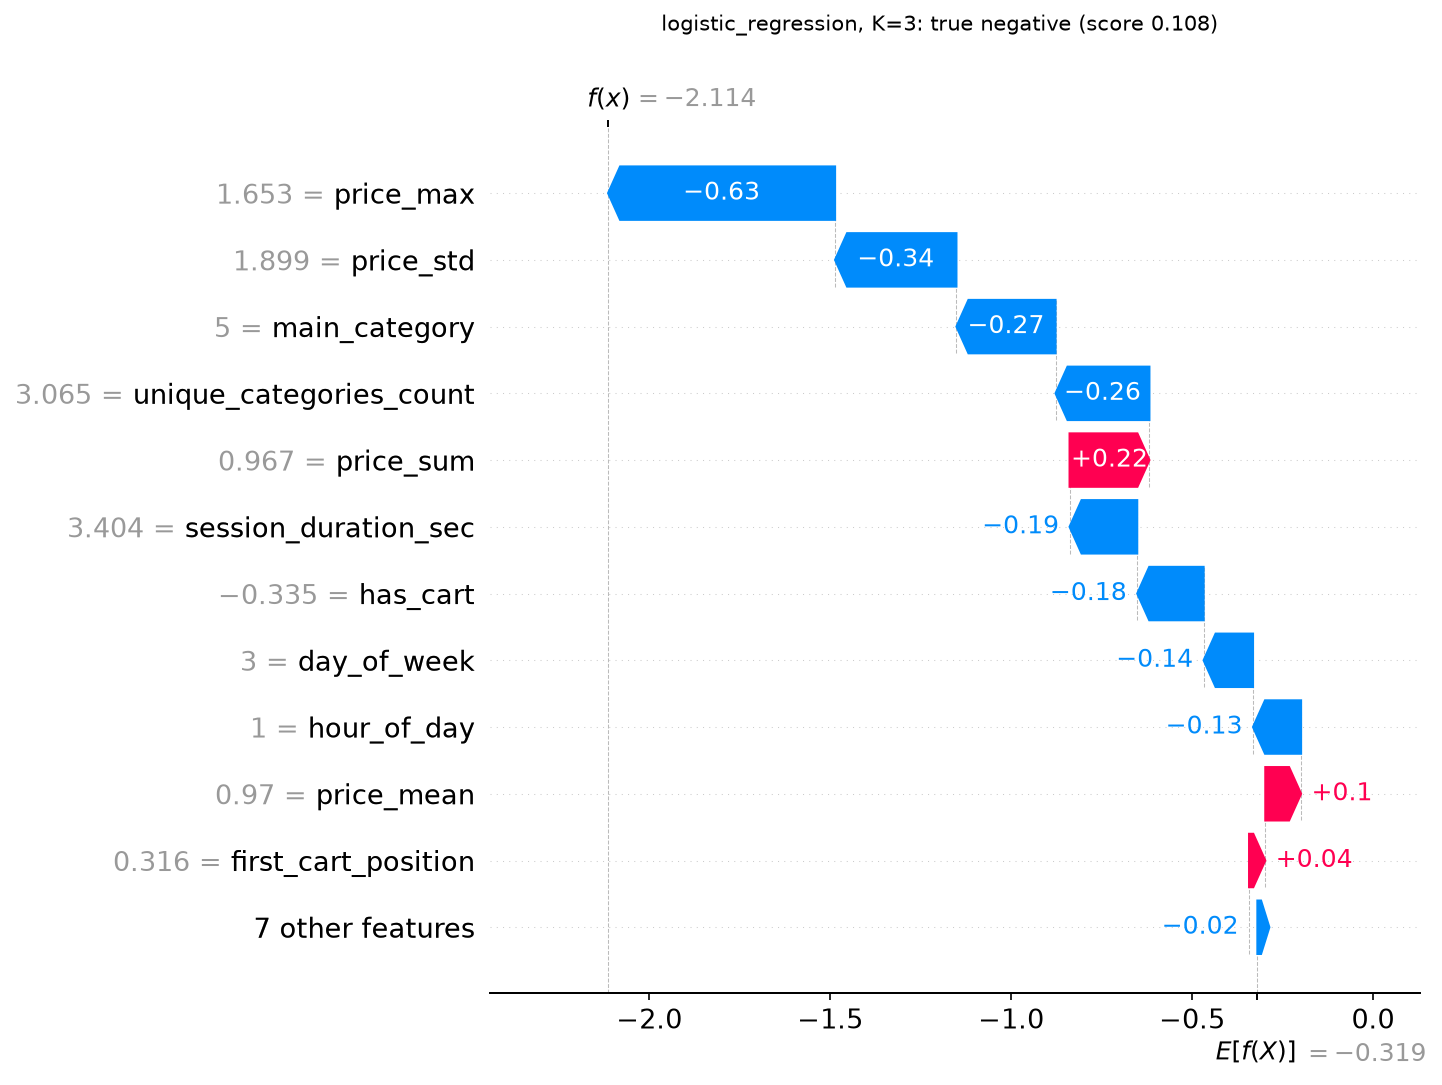 logistic_regression, K=3: true negative (score 0.108)
f(x) = −2.114
1.653 = price_max −0.63
1.899 = price_std −0.34
5 = main_category −0.27
3.065 = unique_categories_count −0.26
0.967 = price_sum +0.22
3.404 = session_duration_sec −0.19
−0.335 = has_cart −0.18
3 = day_of_week −0.14
1 = hour_of_day −0.13
0.97 = price_mean +0.1
0.316 = first_cart_position +0.04
7 other features −0.02
−2.0 −1.5 −1.0 −0.5 0.0
E[f(X)] = −0.319